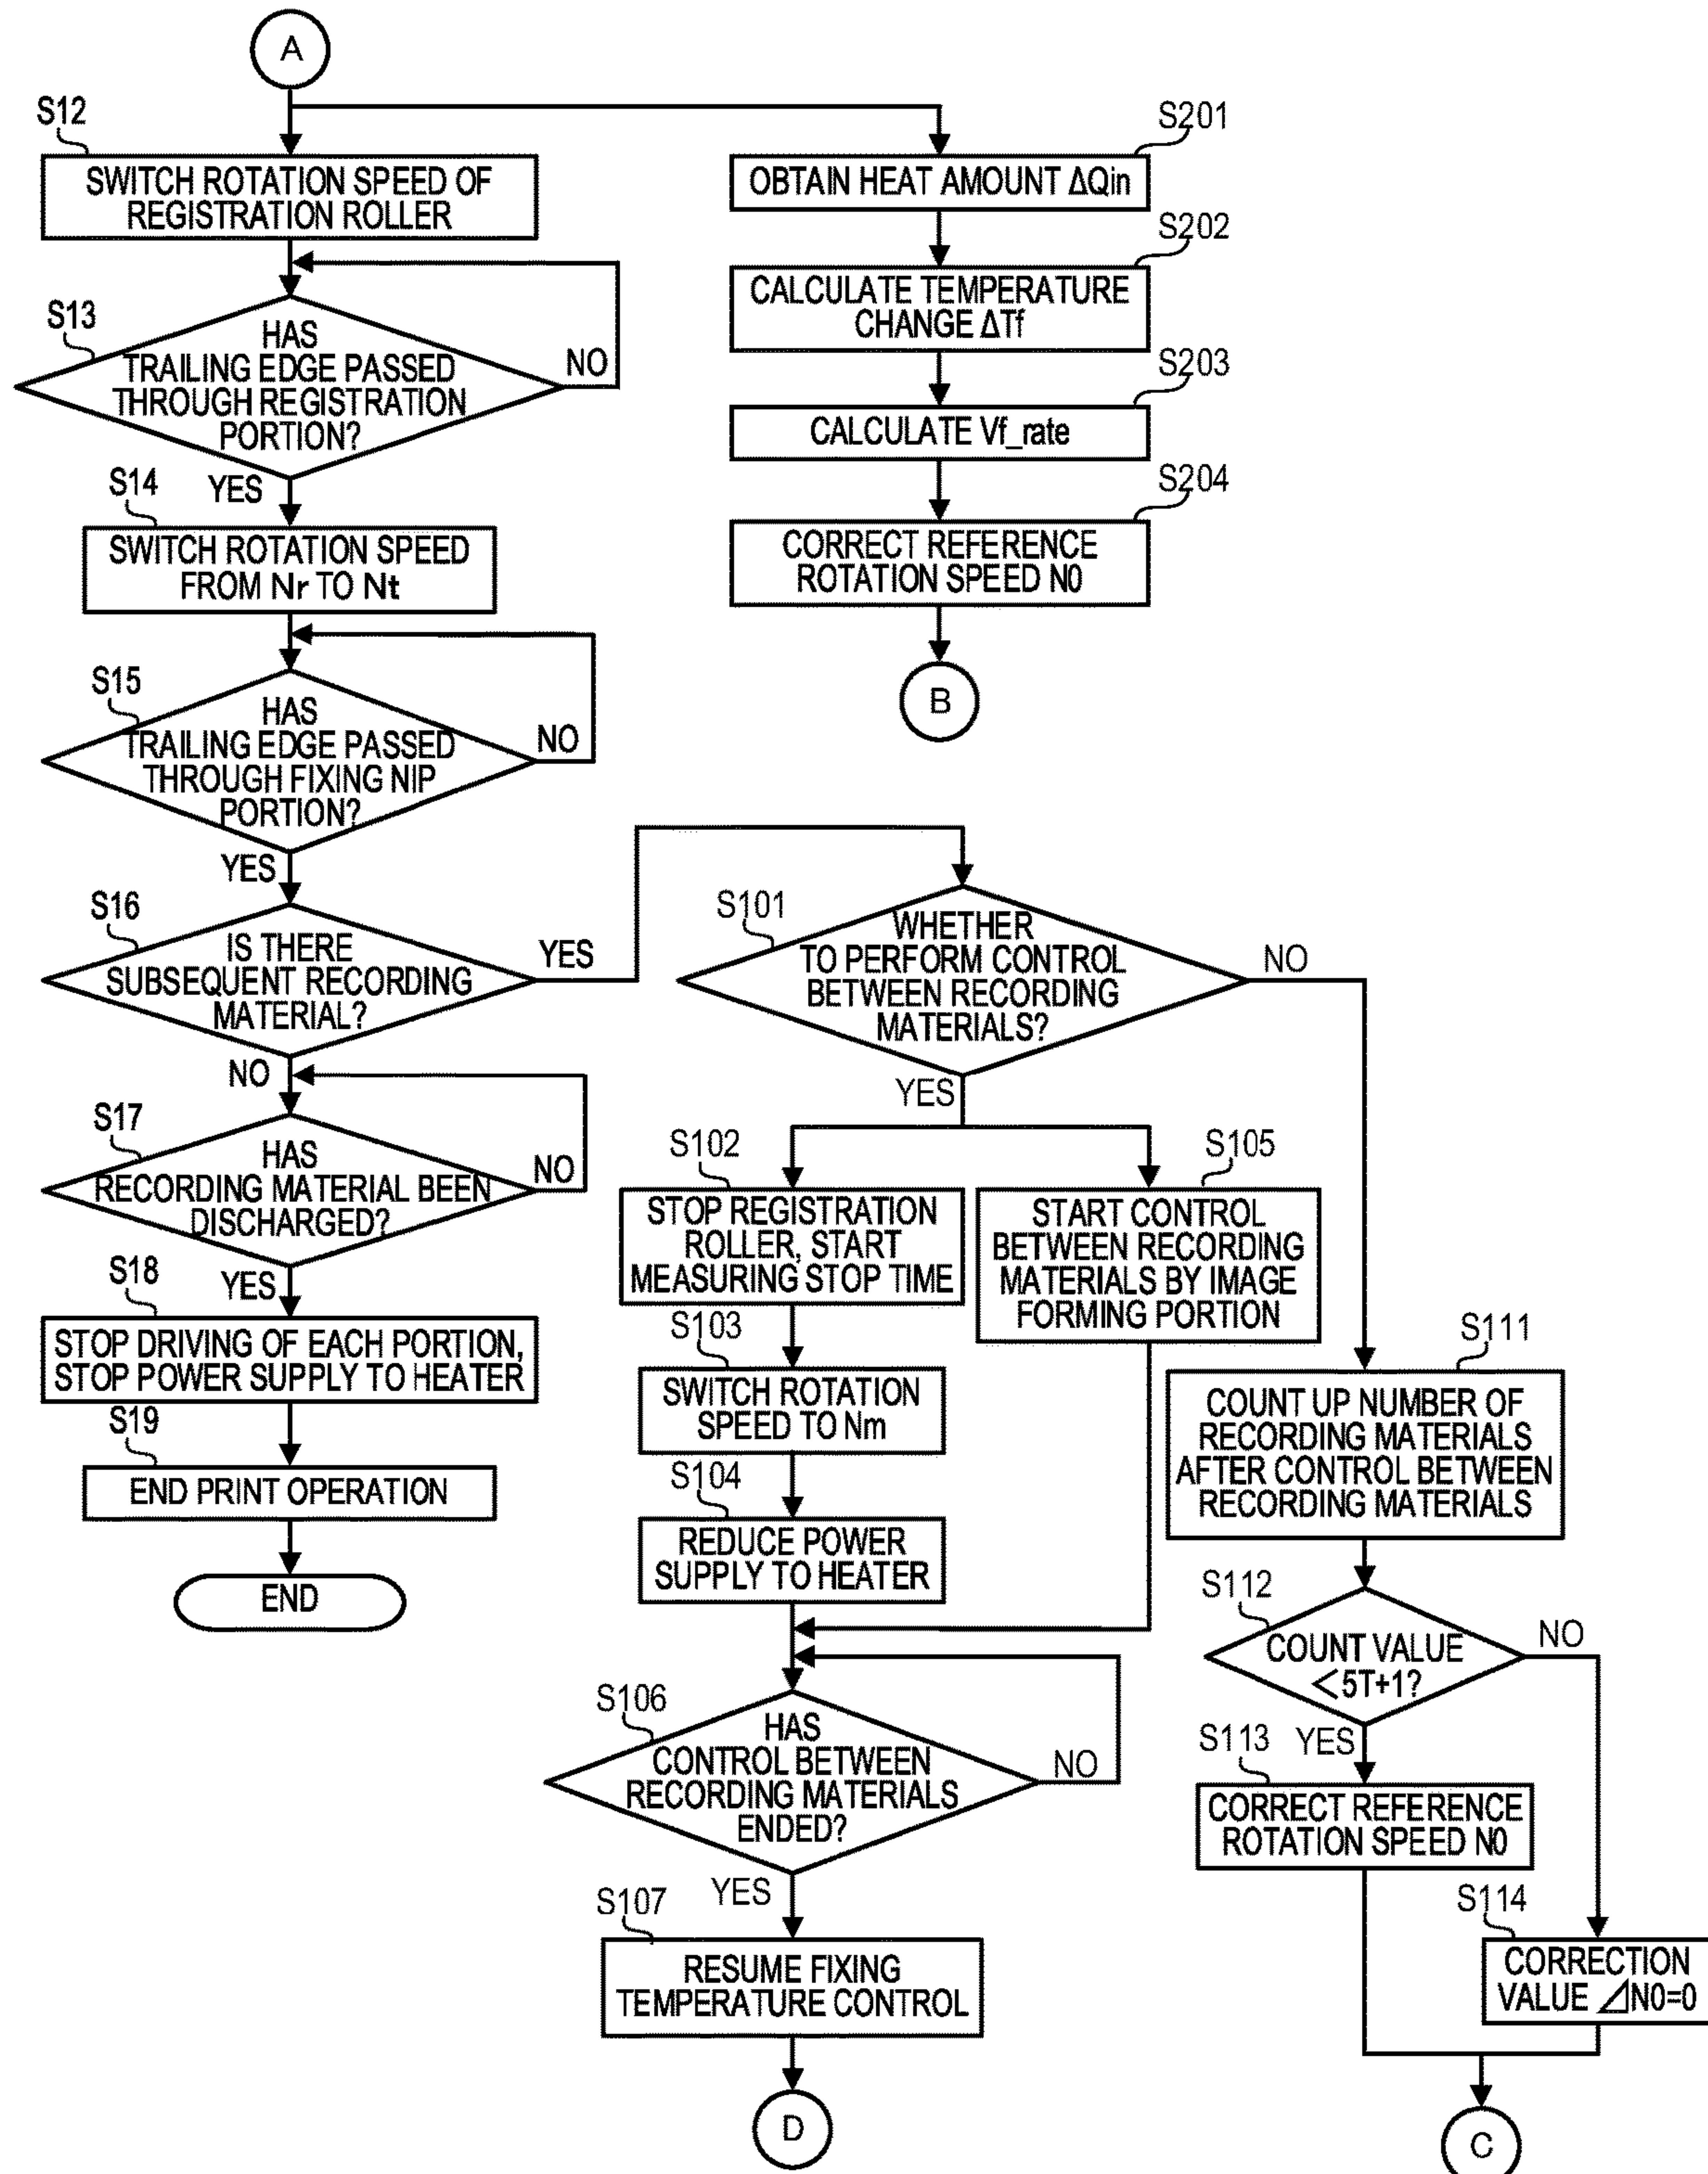 A
S12
SWITCH ROTATION SPEED OF
REGISTRATION ROLLER
S13
HAS
TRAILING EDGE PASSED
THROUGH REGISTRATION
PORTION?
NO
YES
S14
SWITCH ROTATION SPEED
FROM Nr TO Nt
S15
HAS
TRAILING EDGE PASSED
THROUGH FIXING NIP
PORTION?
NO
YES
S16
IS THERE
SUBSEQUENT RECORDING
MATERIAL?
YES
NO
S17
HAS
RECORDING MATERIAL BEEN
DISCHARGED?
NO
YES
S18
STOP DRIVING OF EACH PORTION,
STOP POWER SUPPLY TO HEATER
S19
END PRINT OPERATION
END
S201
OBTAIN HEAT AMOUNT ΔQin
S202
CALCULATE TEMPERATURE
CHANGE ΔTf
S203
CALCULATE Vf_rate
S204
CORRECT REFERENCE
ROTATION SPEED N0
B
S101
WHETHER
TO PERFORM CONTROL
BETWEEN RECORDING
MATERIALS?
NO
YES
S102
STOP REGISTRATION
ROLLER, START
MEASURING STOP TIME
S103
SWITCH ROTATION
SPEED TO Nm
S104
REDUCE POWER
SUPPLY TO HEATER
S105
START CONTROL
BETWEEN RECORDING
MATERIALS BY IMAGE
FORMING PORTION
S106
HAS
CONTROL BETWEEN
RECORDING MATERIALS
ENDED?
NO
YES
S107
RESUME FIXING
TEMPERATURE CONTROL
D
S111
COUNT UP NUMBER OF
RECORDING MATERIALS
AFTER CONTROL BETWEEN
RECORDING MATERIALS
S112
COUNT VALUE
<5T+1?
NO
YES
S113
CORRECT REFERENCE
ROTATION SPEED N0
S114
CORRECTION
VALUE ⊿N0=0
C